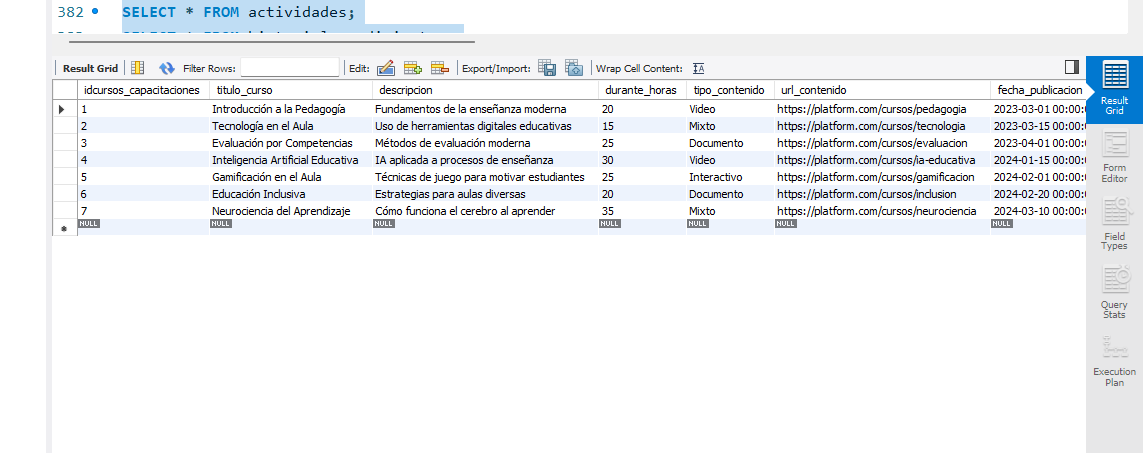 382 SELECT * FROM actividades;
Result Grid Filter Rows: Edit: Export/Import: Wrap Cell Content:
idcursos_capacitaciones titulo_curso descripcion durante_horas tipo_contenido url_contenido fecha_publicacion
1 Introducción a la Pedagogía Fundamentos de la enseñanza moderna 20 Video https://platform.com/cursos/pedagogia 2023-03-01 00:00:
2 Tecnología en el Aula Uso de herramientas digitales educativas 15 Mixto https://platform.com/cursos/tecnologia 2023-03-15 00:00:
3 Evaluación por Competencias Métodos de evaluación moderna 25 Documento https://platform.com/cursos/evaluacion 2023-04-01 00:00:
4 Inteligencia Artificial Educativa IA aplicada a procesos de enseñanza 30 Video https://platform.com/cursos/ia-educativa 2024-01-15 00:00:
5 Gamificación en el Aula Técnicas de juego para motivar estudiantes 25 Interactivo https://platform.com/cursos/gamificacion 2024-02-01 00:00:
6 Educación Inclusiva Estrategias para aulas diversas 20 Documento https://platform.com/cursos/inclusion 2024-02-20 00:00:
7 Neurociencia del Aprendizaje Cómo funciona el cerebro al aprender 35 Mixto https://platform.com/cursos/neurociencia 2024-03-10 00:00:
NULL NULL NULL NULL NULL NULL NULL
Result
Grid
Form
Editor
Field
Types
Query
Stats
Execution
Plan